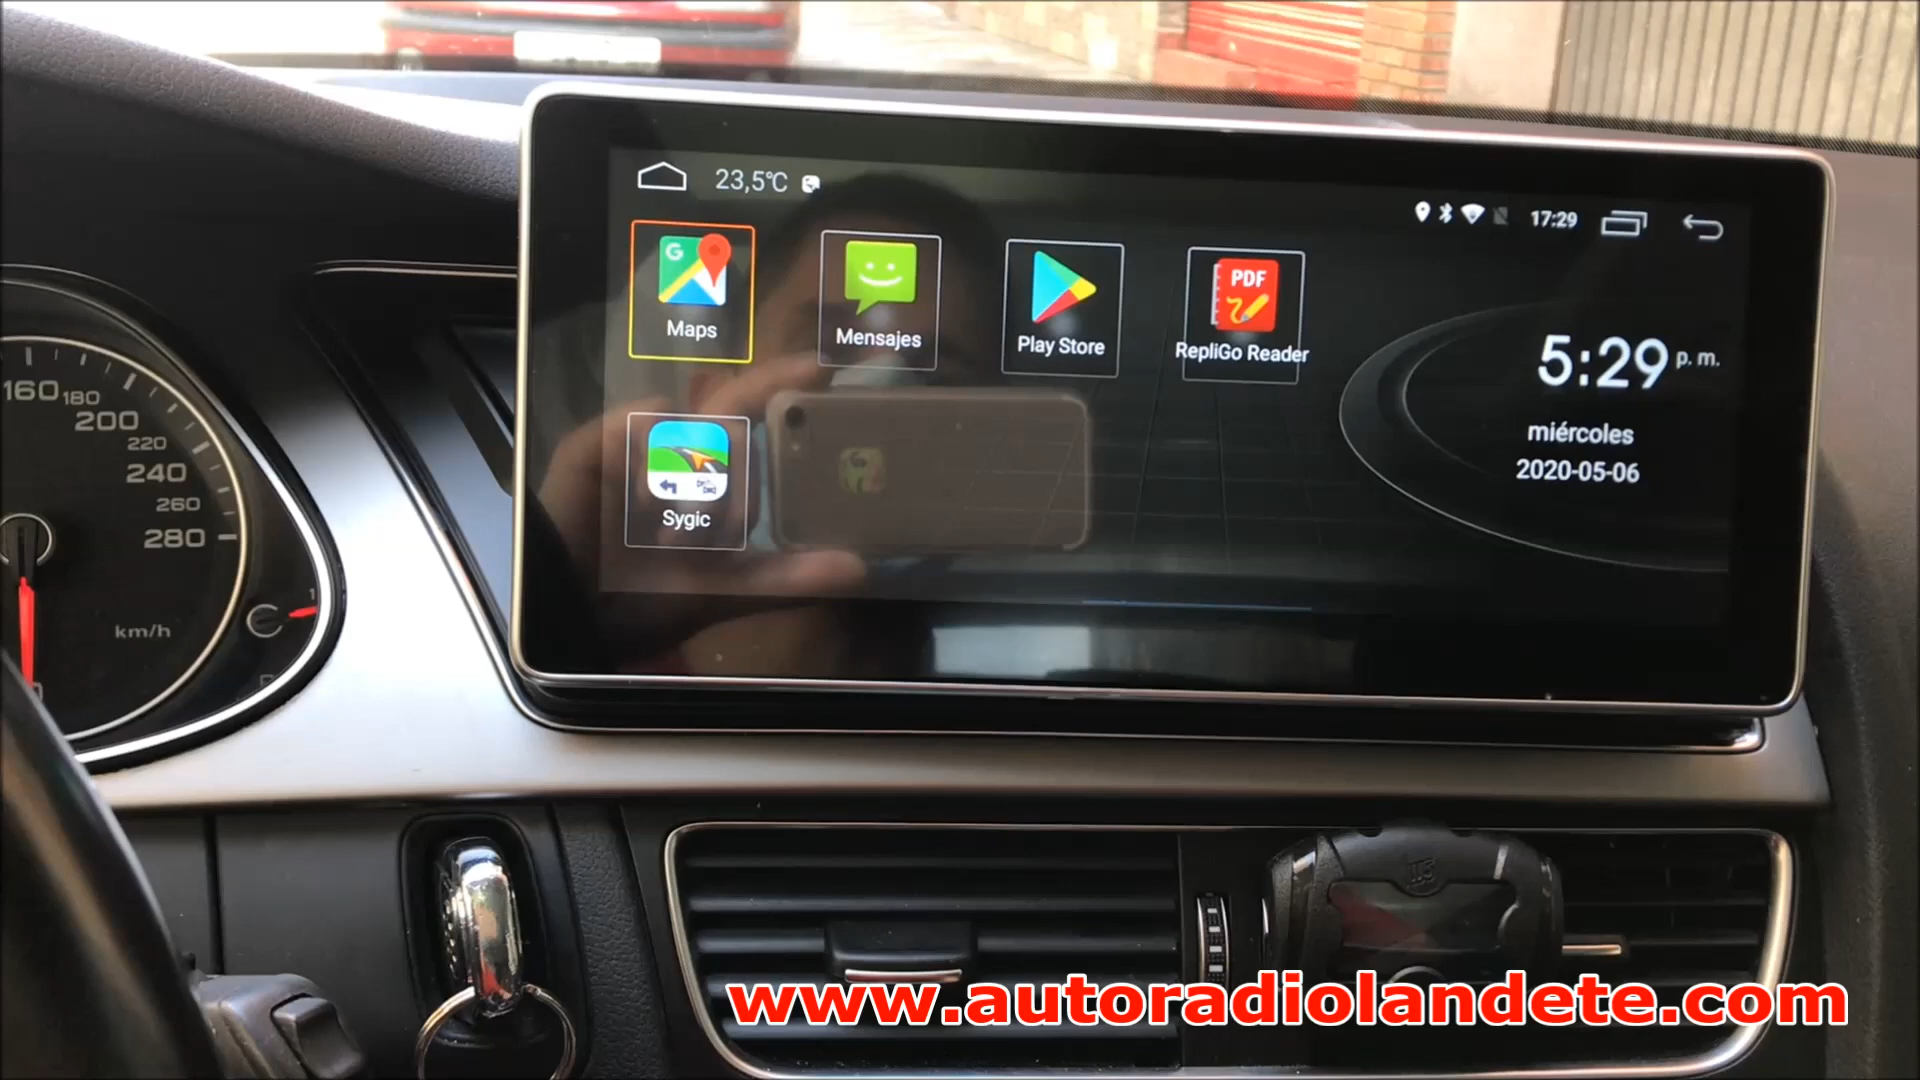 23,5°C
17:29
Maps
Mensajes
Play Store
PDF
RepliGo Reader
Sygic
5:29 p. m.
miércoles
2020-05-06
160
180
200
220
240
260
280
km/h
1
www.autoradiolandete.com